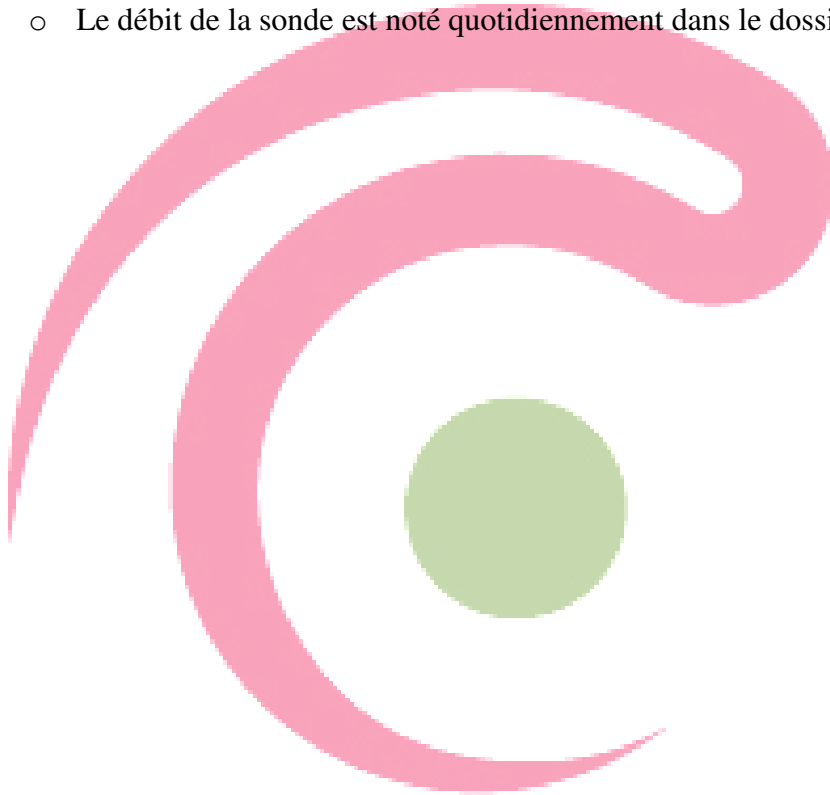 ○ Le débit de la sonde est noté quotidiennement dans le dossi